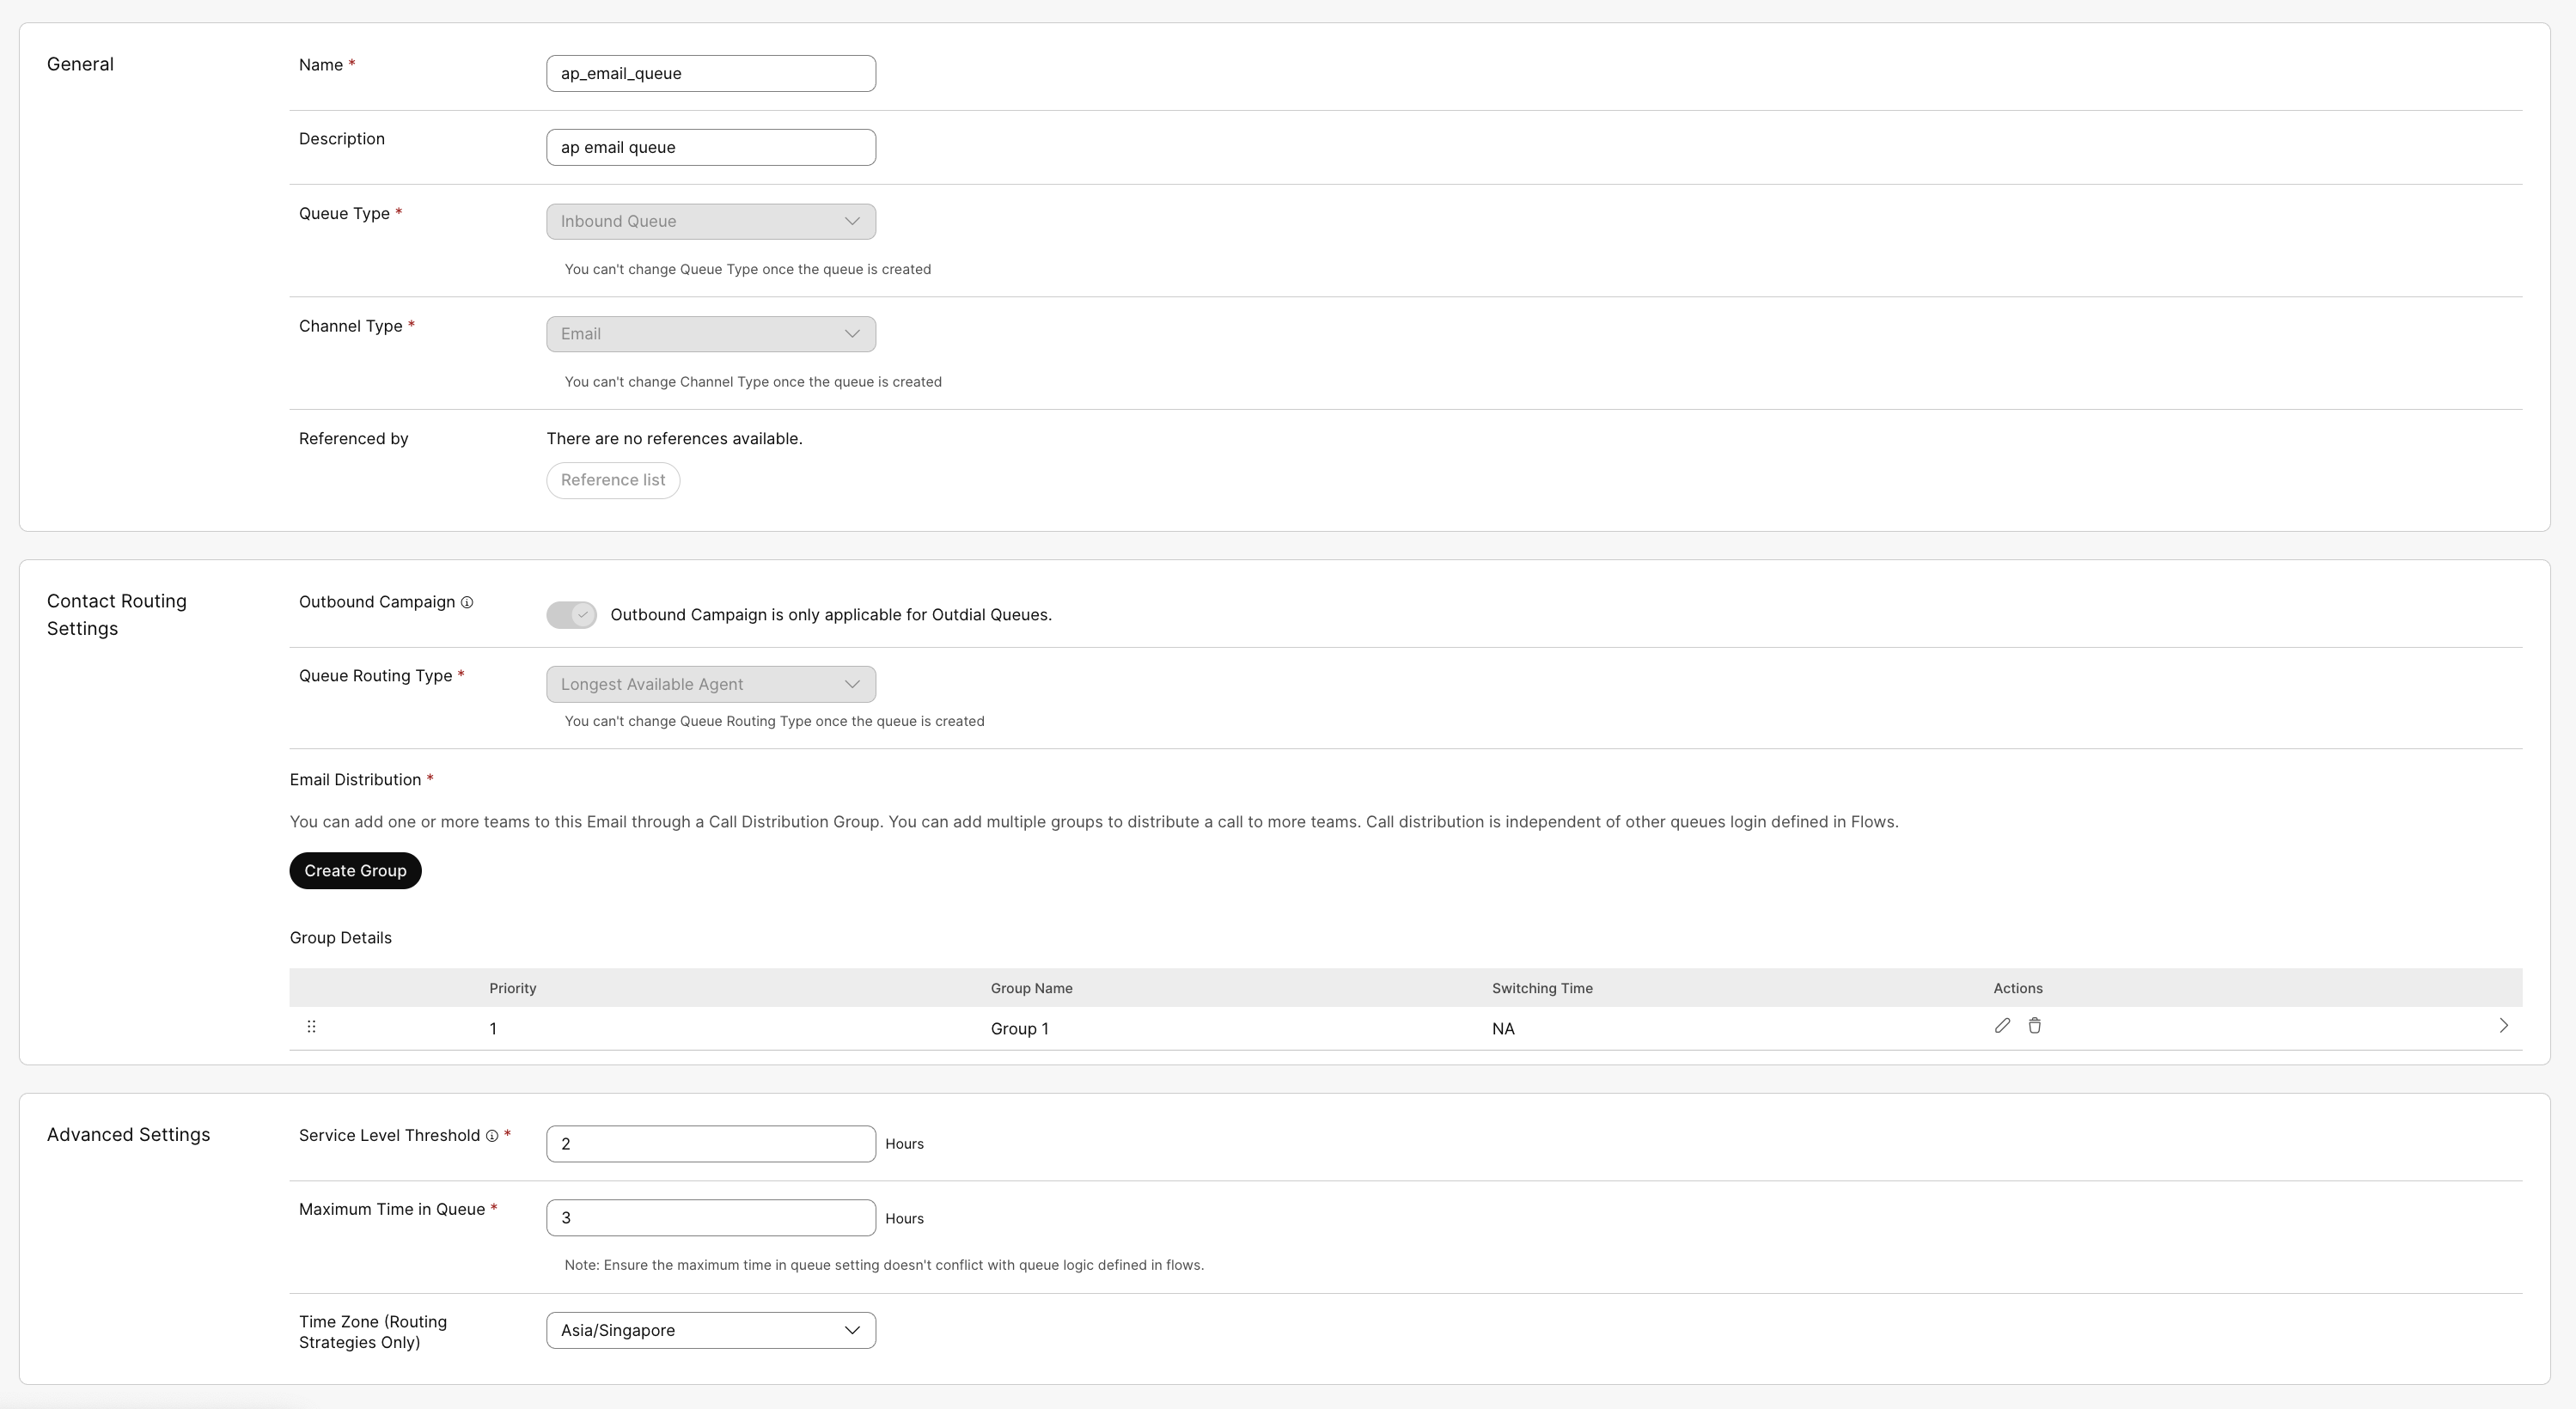 General
Name *
ap_email_queue
Description
ap email queue
Queue Type *
Inbound Queue
You can't change Queue Type once the queue is created
Channel Type *
Email
You can't change Channel Type once the queue is created
Referenced by
There are no references available.
Reference list
Contact Routing
Settings
Outbound Campaign
Outbound Campaign is only applicable for Outdial Queues.
Queue Routing Type *
Longest Available Agent
You can't change Queue Routing Type once the queue is created
Email Distribution *
You can add one or more teams to this Email through a Call Distribution Group. You can add multiple groups to distribute a call to more teams. Call distribution is independent of other queues login defined in Flows.
Create Group
Group Details
Priority Group Name Switching Time Actions
1 Group 1 NA
Advanced Settings
Service Level Threshold *
2 Hours
Maximum Time in Queue *
3 Hours
Note: Ensure the maximum time in queue setting doesn't conflict with queue logic defined in flows.
Time Zone (Routing
Strategies Only)
Asia/Singapore